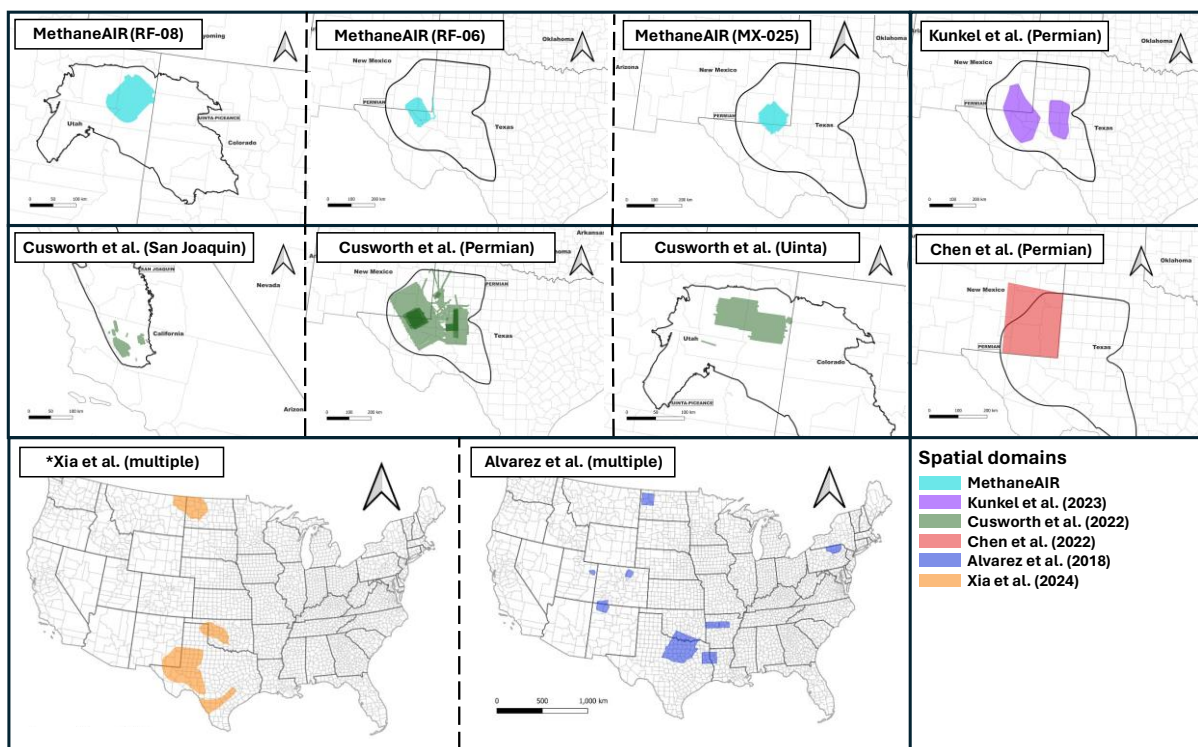 MethaneAIR (RF-08)
yoming
Utah
UINTA-PICEANCE
Colorado
0 50 100 km
MethaneAIR (RF-06)
Oklahoma
New Mexico
PERMIAN
Texas
0 100 200 km
MethaneAIR (MX-025)
Oklahoma
Arizona
New Mexico
PERMIAN
Texas
0 100 200 km
Kunkel et al. (Permian)
Oklahoma
New Mexico
PERMIAN
Texas
0 100 200 km
Cusworth et al. (San Joaquin)
SAN JOAQUIN
Nevada
California
Arizon
0 50 100 km
Cusworth et al. (Permian)
Arkansas
New Mexico
PERMIAN
Texas
0 100 200 km
Cusworth et al. (Uinta)
Utah
Colorado
UINTA-PICEANCE
0 50 100 km
Chen et al. (Permian)
Oklahoma
New Mexico
PERMIAN
Texas
0 100 200 km
*Xia et al. (multiple)
Alvarez et al. (multiple)
0 500 1,000 km
Spatial domains
MethaneAIR
Kunkel et al. (2023)
Cusworth et al. (2022)
Chen et al. (2022)
Alvarez et al. (2018)
Xia et al. (2024)